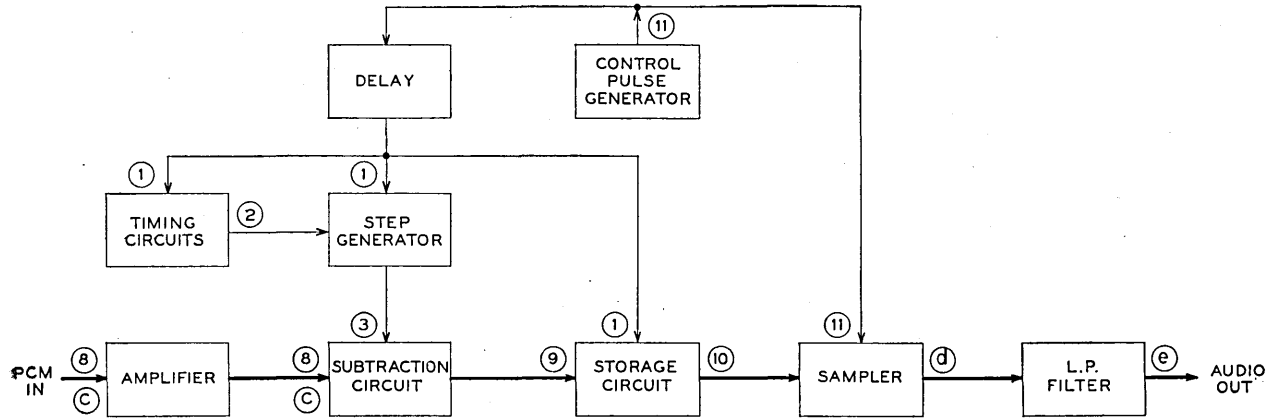 11
DELAY
CONTROL
PULSE
GENERATOR
1
1
TIMING
CIRCUITS
2
STEP
GENERATOR
3
1
11
PCM
IN
8
C
AMPLIFIER
8
C
SUBTRACTION
CIRCUIT
9
STORAGE
CIRCUIT
10
SAMPLER
d
L.P.
FILTER
e
AUDIO
OUT